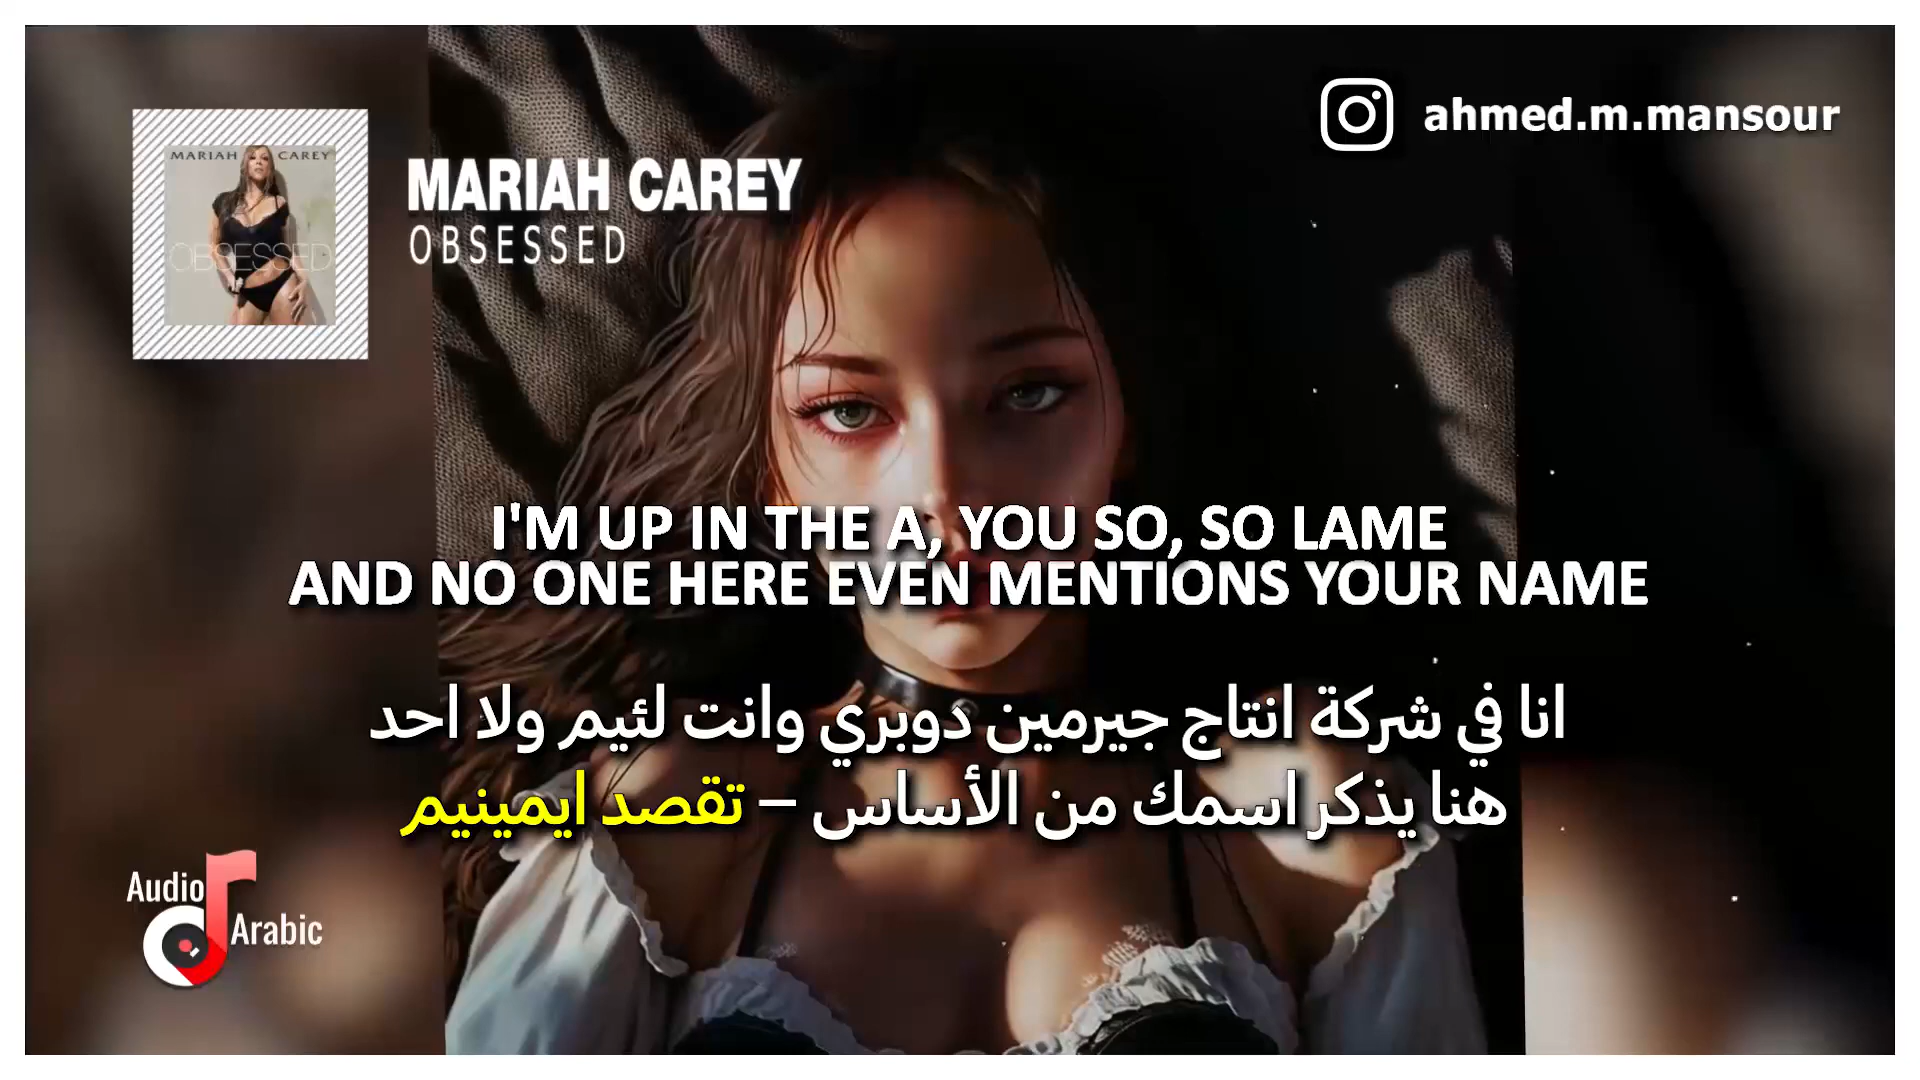 ahmed.m.mansour
MARIAH CAREY
OBSESSED
MARIAH CAREY
OBSESSED
I'M UP IN THE A, YOU SO, SO LAME
AND NO ONE HERE EVEN MENTIONS YOUR NAME
انا في شركة انتاج جيرمين دوبري وانت لئيم ولا احد
هنا يذكر اسمك من الأساس – تقصد ايمينيم
Audio
Arabic